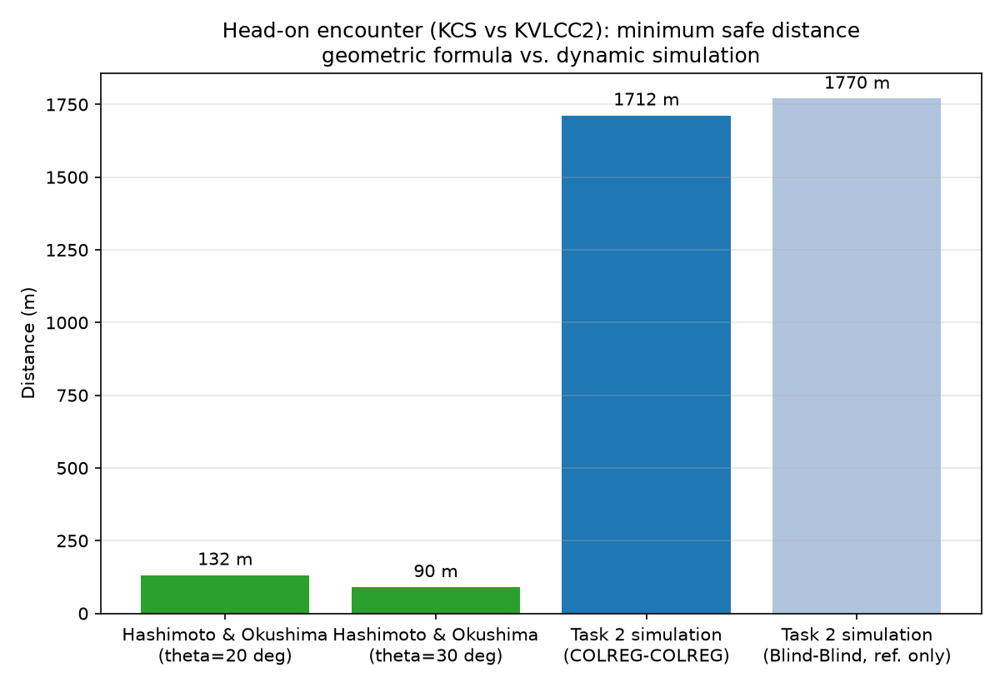 Head-on encounter (KCS vs KVLCC2): minimum safe distance
geometric formula vs. dynamic simulation
1770 m
1712 m
132 m
90 m
1750
1500
1250
1000
750
500
250
0
Distance (m)
Hashimoto & Okushima
(theta=20 deg)
Hashimoto & Okushima
(theta=30 deg)
Task 2 simulation
(COLREG-COLREG)
Task 2 simulation
(Blind-Blind, ref. only)